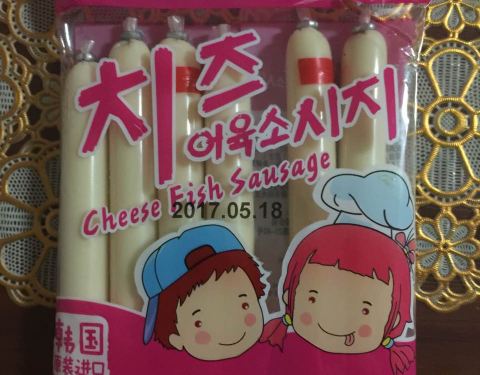 치즈
어육소시지
Cheese Fish Sausage
2017.05.18
韩国
原装进口